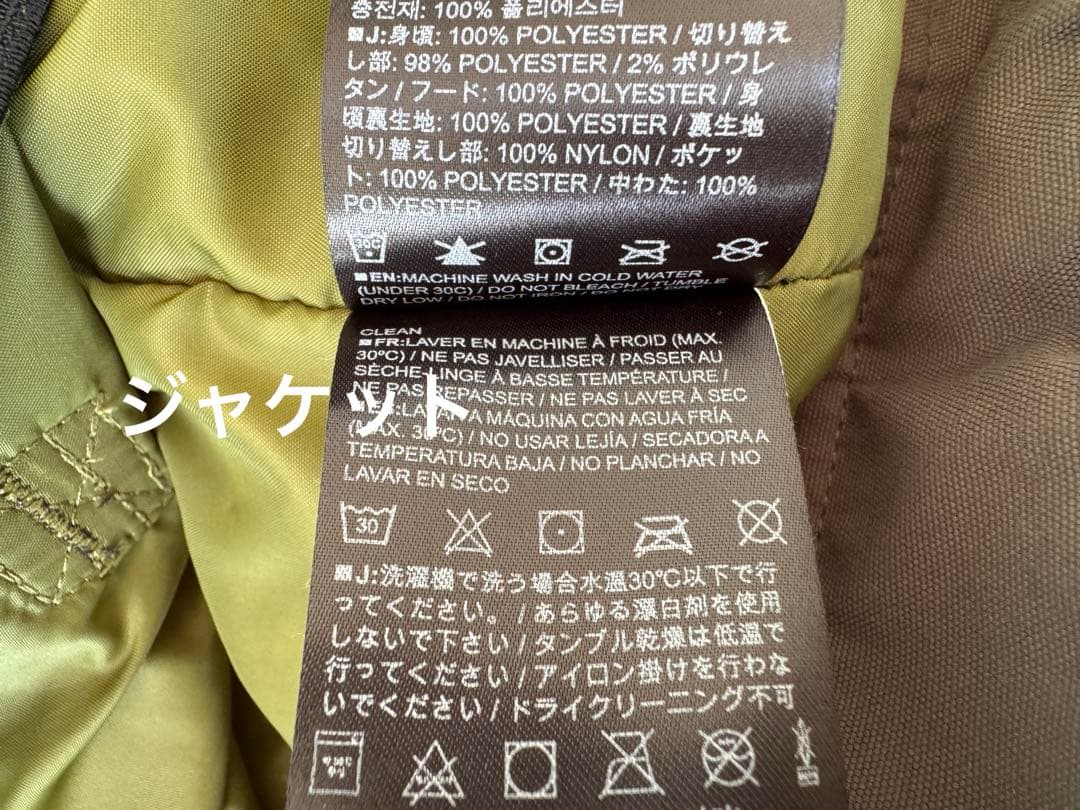 충전재: 100% 폴리에스터
■J:身頃: 100% POLYESTER / 切り替え
し部: 98% POLYESTER / 2% ポリウレ
タン / フード: 100% POLYESTER / 身
頃裏生地: 100% POLYESTER / 裏生地
切り替えし部: 100% NYLON / ポケッ
ト: 100% POLYESTER / 中わた: 100%
POLYESTER
■EN:MACHINE WASH IN COLD WATER
(UNDER 30C) / DO NOT BLEACH / TUMBLE
DRY LOW / DO NOT IRON / DO NOT DRY
CLEAN
■FR:LAVER EN MACHINE À FROID (MAX.
30°C) / NE PAS JAVELLISER / PASSER AU
SÈCHE-LINGE À BASSE TEMPÉRATURE /
NE PAS REPASSER / NE PAS LAVER À SEC
ジャケット
LAVAR A MÁQUINA CON AGUA FRÍA
(MAX. 30°C) / NO USAR LEJÍA / SECADORA A
TEMPERATURA BAJA / NO PLANCHAR / NO
LAVAR EN SECO
30
■J:洗濯機で洗う場合水温30°C以下で行
ってください。 / あらゆる漂白剤を使用
しないで下さい / タンブル乾燥は低温で
行ってください / アイロン掛けを行わな
いでください / ドライクリーニング不可